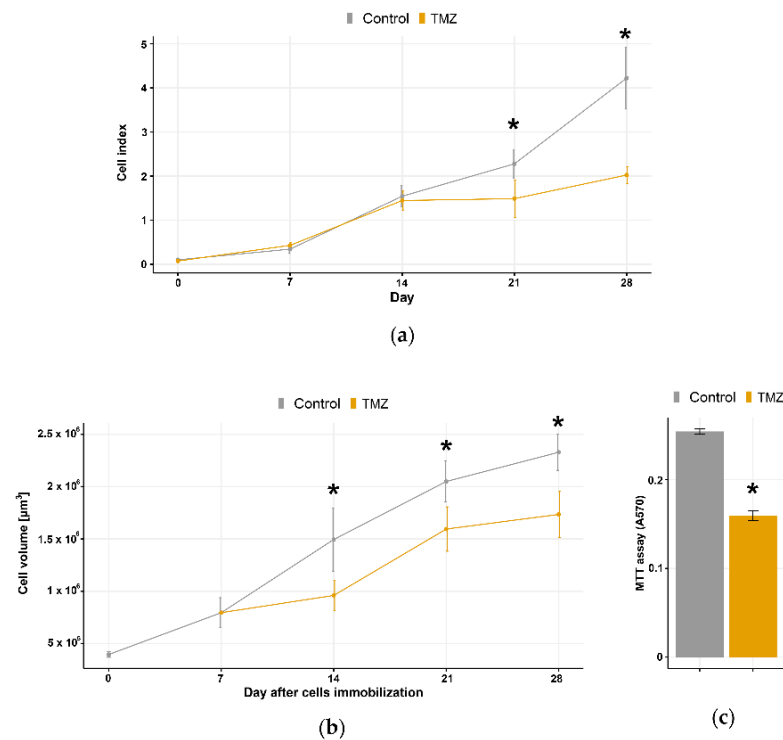 Control TMZ
5
4
3
2
1
0
Cell index
0 7 14 21 28
Day
* *
(a)
Control TMZ
2.5 x 10⁶
2 x 10⁶
1.5 x 10⁶
1 x 10⁶
5 x 10⁵
Cell volume [µm³]
* * *
0 7 14 21 28
Day after cells immobilization
(b)
Control TMZ
0.2
0.1
0
MTT assay (A570)
*
(c)